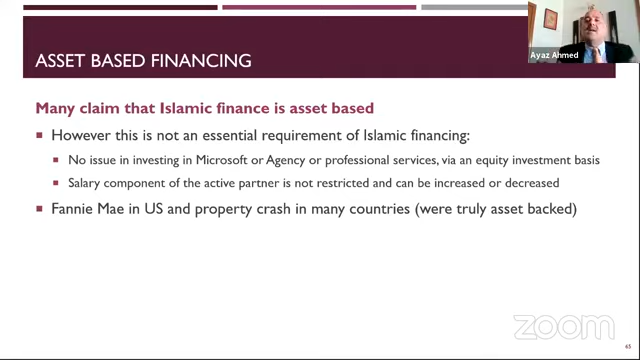 Ayaz Ahmed
ASSET BASED FINANCING
Many claim that Islamic finance is asset based
However this is not an essential requirement of Islamic financing:
No issue in investing in Microsoft or Agency or professional services, via an equity investment basis
Salary component of the active partner is not restricted and can be increased or decreased
Fannie Mae in US and property crash in many countries (were truly asset backed)
zoom
65